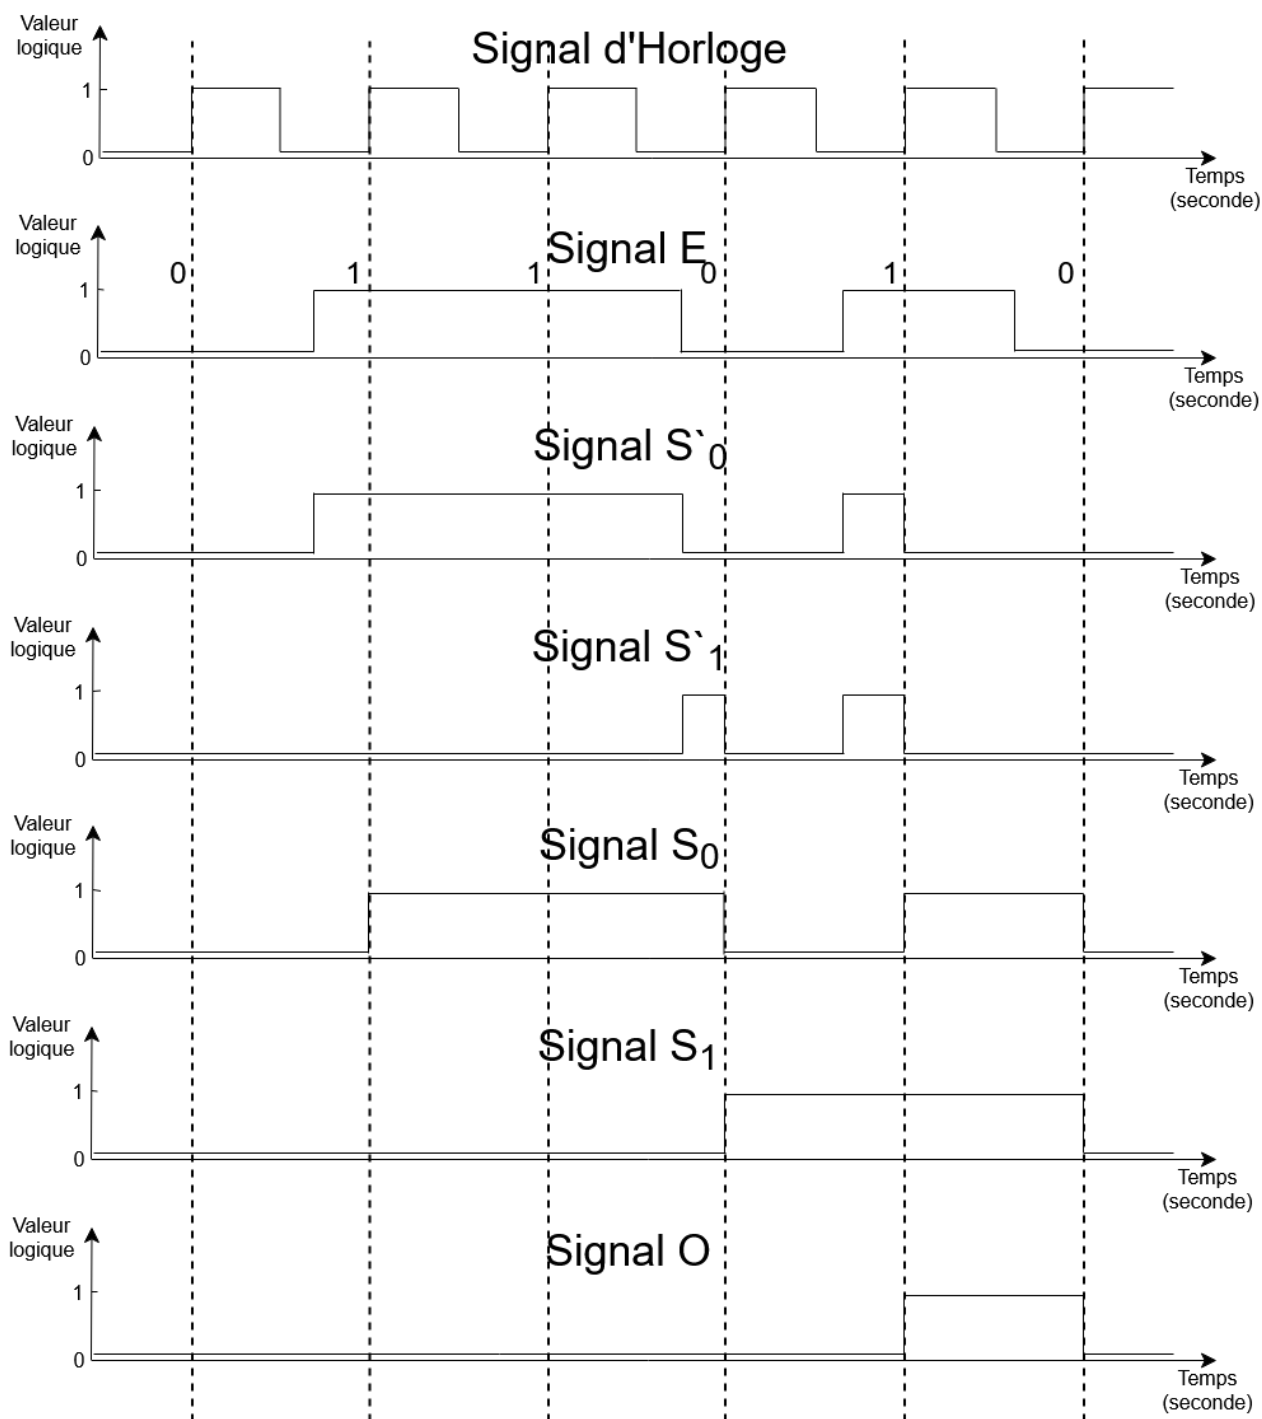 Valeur
logique
Signal d'Horloge
1
0
Temps
(seconde)
Valeur
logique
Signal E
0 1 1 0 1 0
1
0
Temps
(seconde)
Valeur
logique
Signal S`0
1
0
Temps
(seconde)
Valeur
logique
Signal S`1
1
0
Temps
(seconde)
Valeur
logique
Signal S0
1
0
Temps
(seconde)
Valeur
logique
Signal S1
1
0
Temps
(seconde)
Valeur
logique
Signal O
1
0
Temps
(seconde)